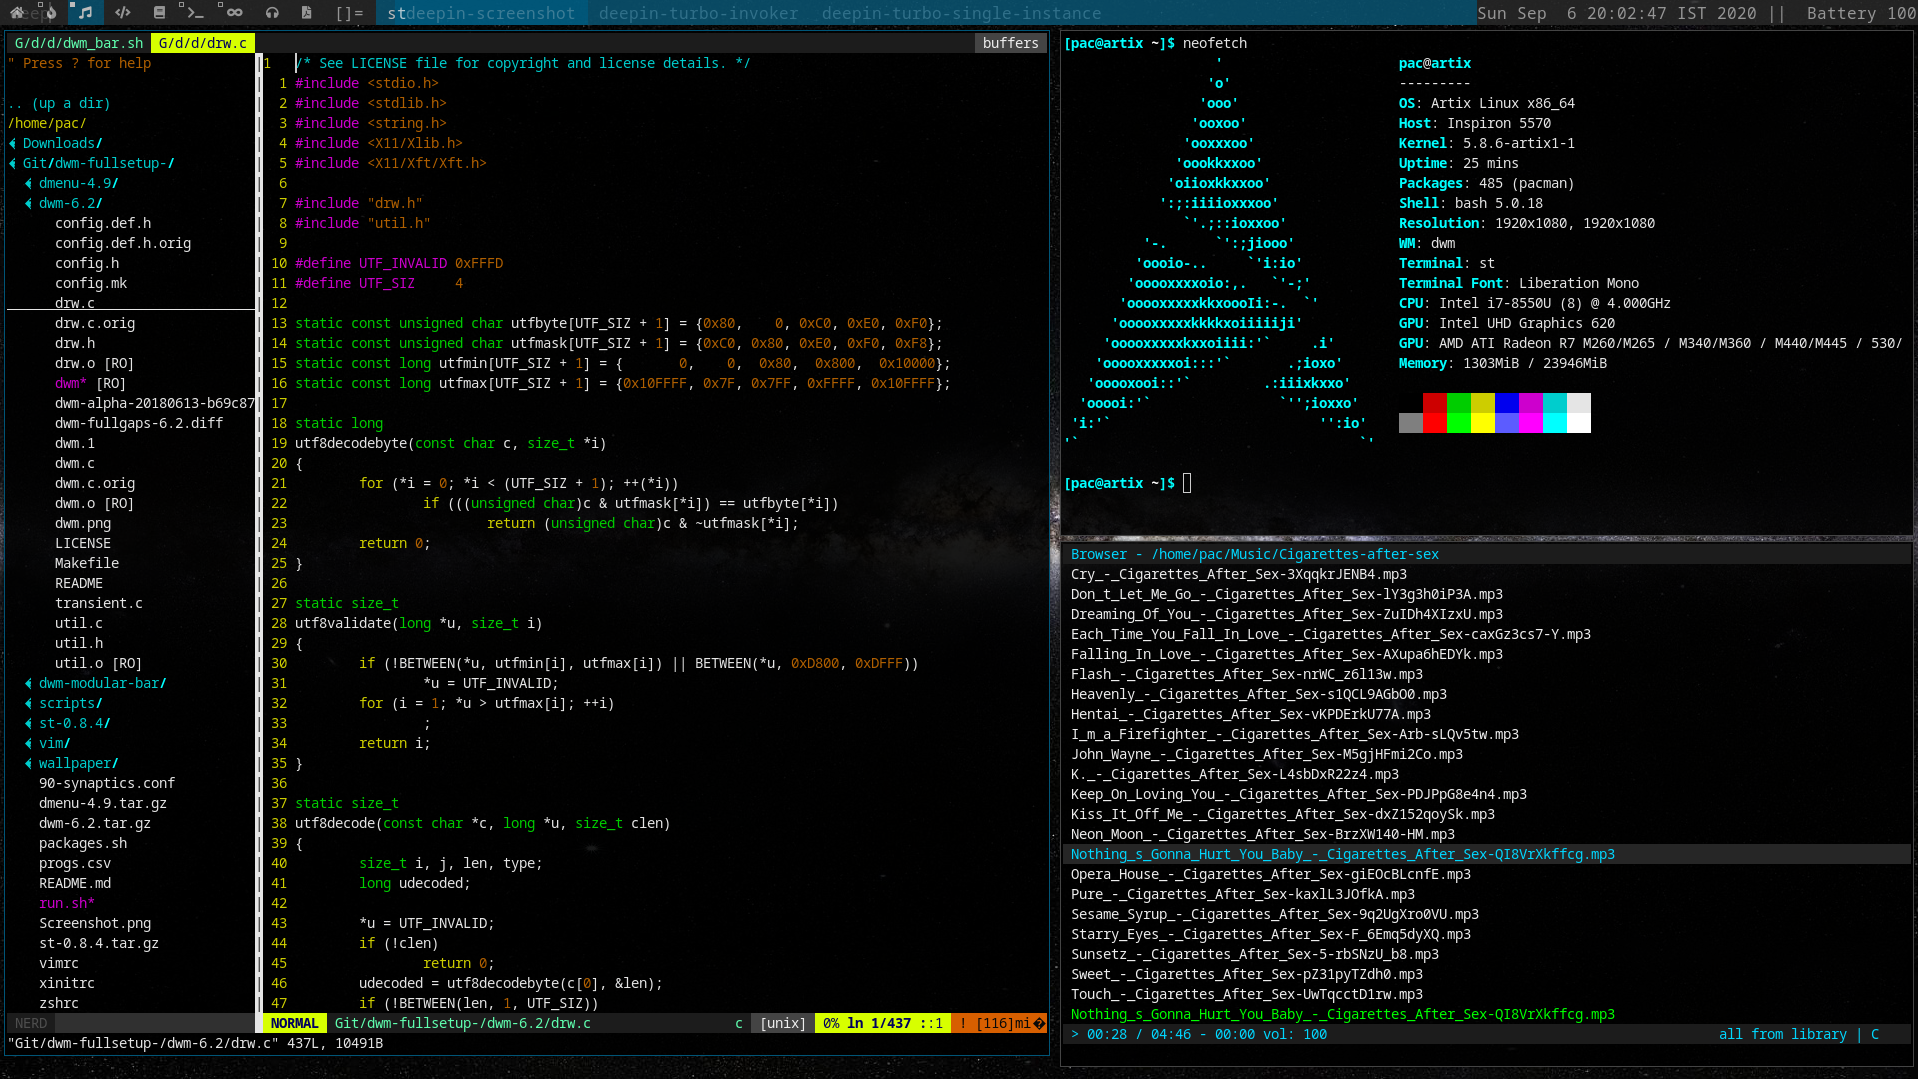 []= stdeepin-screenshot deepin-turbo-invoker deepin-turbo-single-instance Sun Sep 6 20:02:47 IST 2020 || Battery 100
G/d/d/dwm_bar.sh G/d/d/drw.c buffers
" Press ? for help
.. (up a dir)
/home/pac/
Downloads/
Git/dwm-fullsetup-/
dmenu-4.9/
dwm-6.2/
config.def.h
config.def.h.orig
config.h
config.mk
drw.c
drw.c.orig
drw.h
drw.o [RO]
dwm* [RO]
dwm-alpha-20180613-b69c87
dwm-fullgaps-6.2.diff
dwm.1
dwm.c
dwm.c.orig
dwm.o [RO]
dwm.png
LICENSE
Makefile
README
transient.c
util.c
util.h
util.o [RO]
dwm-modular-bar/
scripts/
st-0.8.4/
vim/
wallpaper/
90-synaptics.conf
dmenu-4.9.tar.gz
dwm-6.2.tar.gz
packages.sh
progs.csv
README.md
run.sh*
Screenshot.png
st-0.8.4.tar.gz
vimrc
xinitrc
zshrc
1 /* See LICENSE file for copyright and license details. */
1 #include <stdio.h>
2 #include <stdlib.h>
3 #include <string.h>
4 #include <X11/Xlib.h>
5 #include <X11/Xft/Xft.h>
6
7 #include "drw.h"
8 #include "util.h"
9
10 #define UTF_INVALID 0xFFFD
11 #define UTF_SIZ     4
12
13 static const unsigned char utfbyte[UTF_SIZ + 1] = {0x80,    0, 0xC0, 0xE0, 0xF0};
14 static const unsigned char utfmask[UTF_SIZ + 1] = {0xC0, 0x80, 0xE0, 0xF0, 0xF8};
15 static const long utfmin[UTF_SIZ + 1] = {       0,    0,  0x80,  0x800,  0x10000};
16 static const long utfmax[UTF_SIZ + 1] = {0x10FFFF, 0x7F, 0x7FF, 0xFFFF, 0x10FFFF};
17
18 static long
19 utf8decodebyte(const char c, size_t *i)
20 {
21         for (*i = 0; *i < (UTF_SIZ + 1); ++(*i))
22                 if (((unsigned char)c & utfmask[*i]) == utfbyte[*i])
23                         return (unsigned char)c & ~utfmask[*i];
24         return 0;
25 }
26
27 static size_t
28 utf8validate(long *u, size_t i)
29 {
30         if (!BETWEEN(*u, utfmin[i], utfmax[i]) || BETWEEN(*u, 0xD800, 0xDFFF))
31                 *u = UTF_INVALID;
32         for (i = 1; *u > utfmax[i]; ++i)
33                 ;
34         return i;
35 }
36
37 static size_t
38 utf8decode(const char *c, long *u, size_t clen)
39 {
40         size_t i, j, len, type;
41         long udecoded;
42
43         *u = UTF_INVALID;
44         if (!clen)
45                 return 0;
46         udecoded = utf8decodebyte(c[0], &len);
47         if (!BETWEEN(len, 1, UTF_SIZ))
NERD NORMAL Git/dwm-fullsetup-/dwm-6.2/drw.c c [unix] 0% ln 1/437 :1 ! [116]mi�
"Git/dwm-fullsetup-/dwm-6.2/drw.c" 437L, 10491B
[pac@artix ~]$ neofetch
'
'o'
'ooo'
'ooxoo'
'ooxxxoo'
'oookkxxoo'
'oiioxkkxxoo'
':;:iiiioxxxoo'
`'.;::ioxxoo'
'-.      `':;jiooo'
'oooio-..     `'i:io'
'ooooxxxxoio:,.   `'-;'
'ooooxxxxxkkxoooIi:-.  `'
'ooooxxxxxkkkkxoiiiiiji'
'ooooxxxxxkxxoiiii:'`     .i'
'ooooxxxxxoi:::'`       .;ioxo'
'ooooxooi::'`         .:iiixkxxo'
'ooooi:'`                `'';ioxxo'
'i:'`                          '':io'
'`                                   `'
pac@artix
---------
OS: Artix Linux x86_64
Host: Inspiron 5570
Kernel: 5.8.6-artix1-1
Uptime: 25 mins
Packages: 485 (pacman)
Shell: bash 5.0.18
Resolution: 1920x1080, 1920x1080
WM: dwm
Terminal: st
Terminal Font: Liberation Mono
CPU: Intel i7-8550U (8) @ 4.000GHz
GPU: Intel UHD Graphics 620
GPU: AMD ATI Radeon R7 M260/M265 / M340/M360 / M440/M445 / 530/
Memory: 1303MiB / 23946MiB
[pac@artix ~]$
Browser - /home/pac/Music/Cigarettes-after-sex
Cry_-_Cigarettes_After_Sex-3XqqkrJENB4.mp3
Don_t_Let_Me_Go_-_Cigarettes_After_Sex-lY3g3h0iP3A.mp3
Dreaming_Of_You_-_Cigarettes_After_Sex-ZuIDh4XIzxU.mp3
Each_Time_You_Fall_In_Love_-_Cigarettes_After_Sex-caxGz3cs7-Y.mp3
Falling_In_Love_-_Cigarettes_After_Sex-AXupa6hEDYk.mp3
Flash_-_Cigarettes_After_Sex-nrWC_z6l13w.mp3
Heavenly_-_Cigarettes_After_Sex-s1QCL9AGbO0.mp3
Hentai_-_Cigarettes_After_Sex-vKPDErkU77A.mp3
I_m_a_Firefighter_-_Cigarettes_After_Sex-Arb-sLQv5tw.mp3
John_Wayne_-_Cigarettes_After_Sex-M5gjHFmi2Co.mp3
K._-_Cigarettes_After_Sex-L4sbDxR22z4.mp3
Keep_On_Loving_You_-_Cigarettes_After_Sex-PDJPpG8e4n4.mp3
Kiss_It_Off_Me_-_Cigarettes_After_Sex-dxZ152qoySk.mp3
Neon_Moon_-_Cigarettes_After_Sex-BrzXW140-HM.mp3
Nothing_s_Gonna_Hurt_You_Baby_-_Cigarettes_After_Sex-QI8VrXkffcg.mp3
Opera_House_-_Cigarettes_After_Sex-giEOcBLcnfE.mp3
Pure_-_Cigarettes_After_Sex-kaxlL3JOfkA.mp3
Sesame_Syrup_-_Cigarettes_After_Sex-9q2UgXro0VU.mp3
Starry_Eyes_-_Cigarettes_After_Sex-F_6Emq5dyXQ.mp3
Sunsetz_-_Cigarettes_After_Sex-5-rbSNzU_b8.mp3
Sweet_-_Cigarettes_After_Sex-pZ31pyTZdh0.mp3
Touch_-_Cigarettes_After_Sex-UwTqcctD1rw.mp3
Nothing_s_Gonna_Hurt_You_Baby_-_Cigarettes_After_Sex-QI8VrXkffcg.mp3
> 00:28 / 04:46 - 00:00 vol: 100 all from library | C